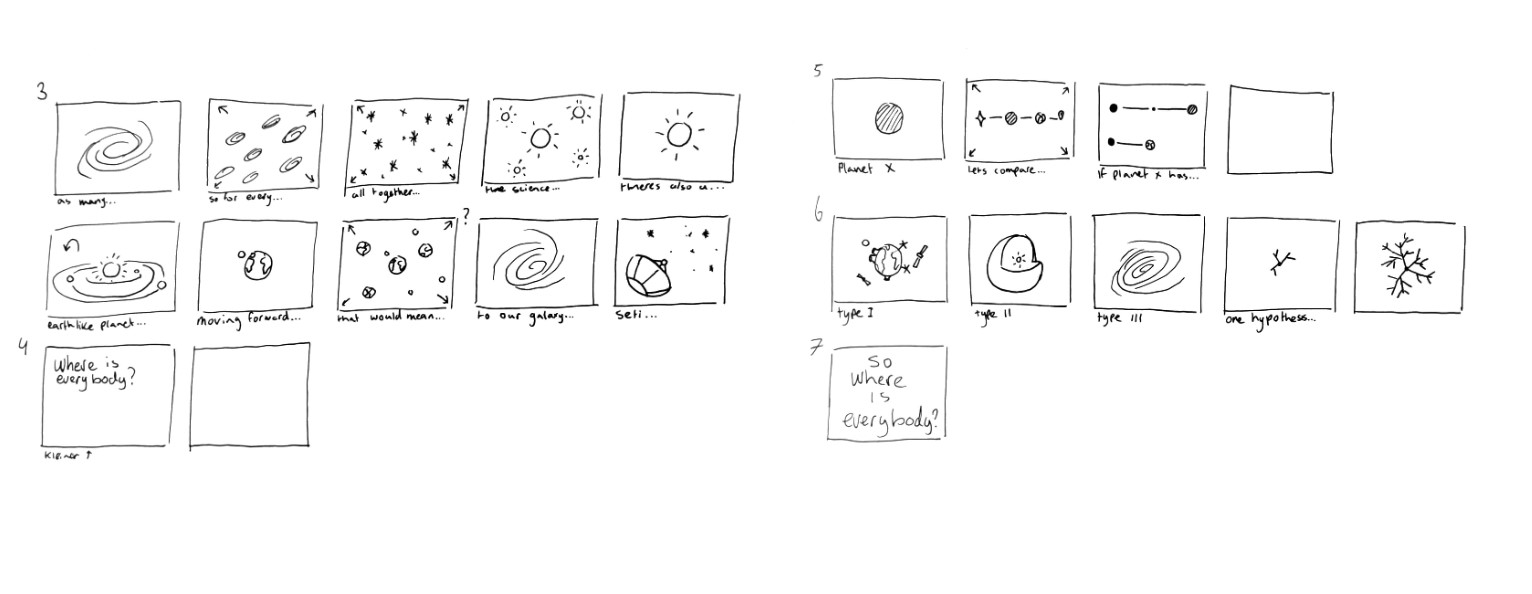 3
as many...
so for every...
all together...
the science...
theres also a...
earthlike planet...
moving forward...
that would mean...
?
to our galaxy...
Seti...
4
Where is
everybody?
Kleiner ↑
5
Planet X
Lets compare...
If planet x has...
6
type I
type II
type III
one hypothess...
7
So
Where
is
everybody?